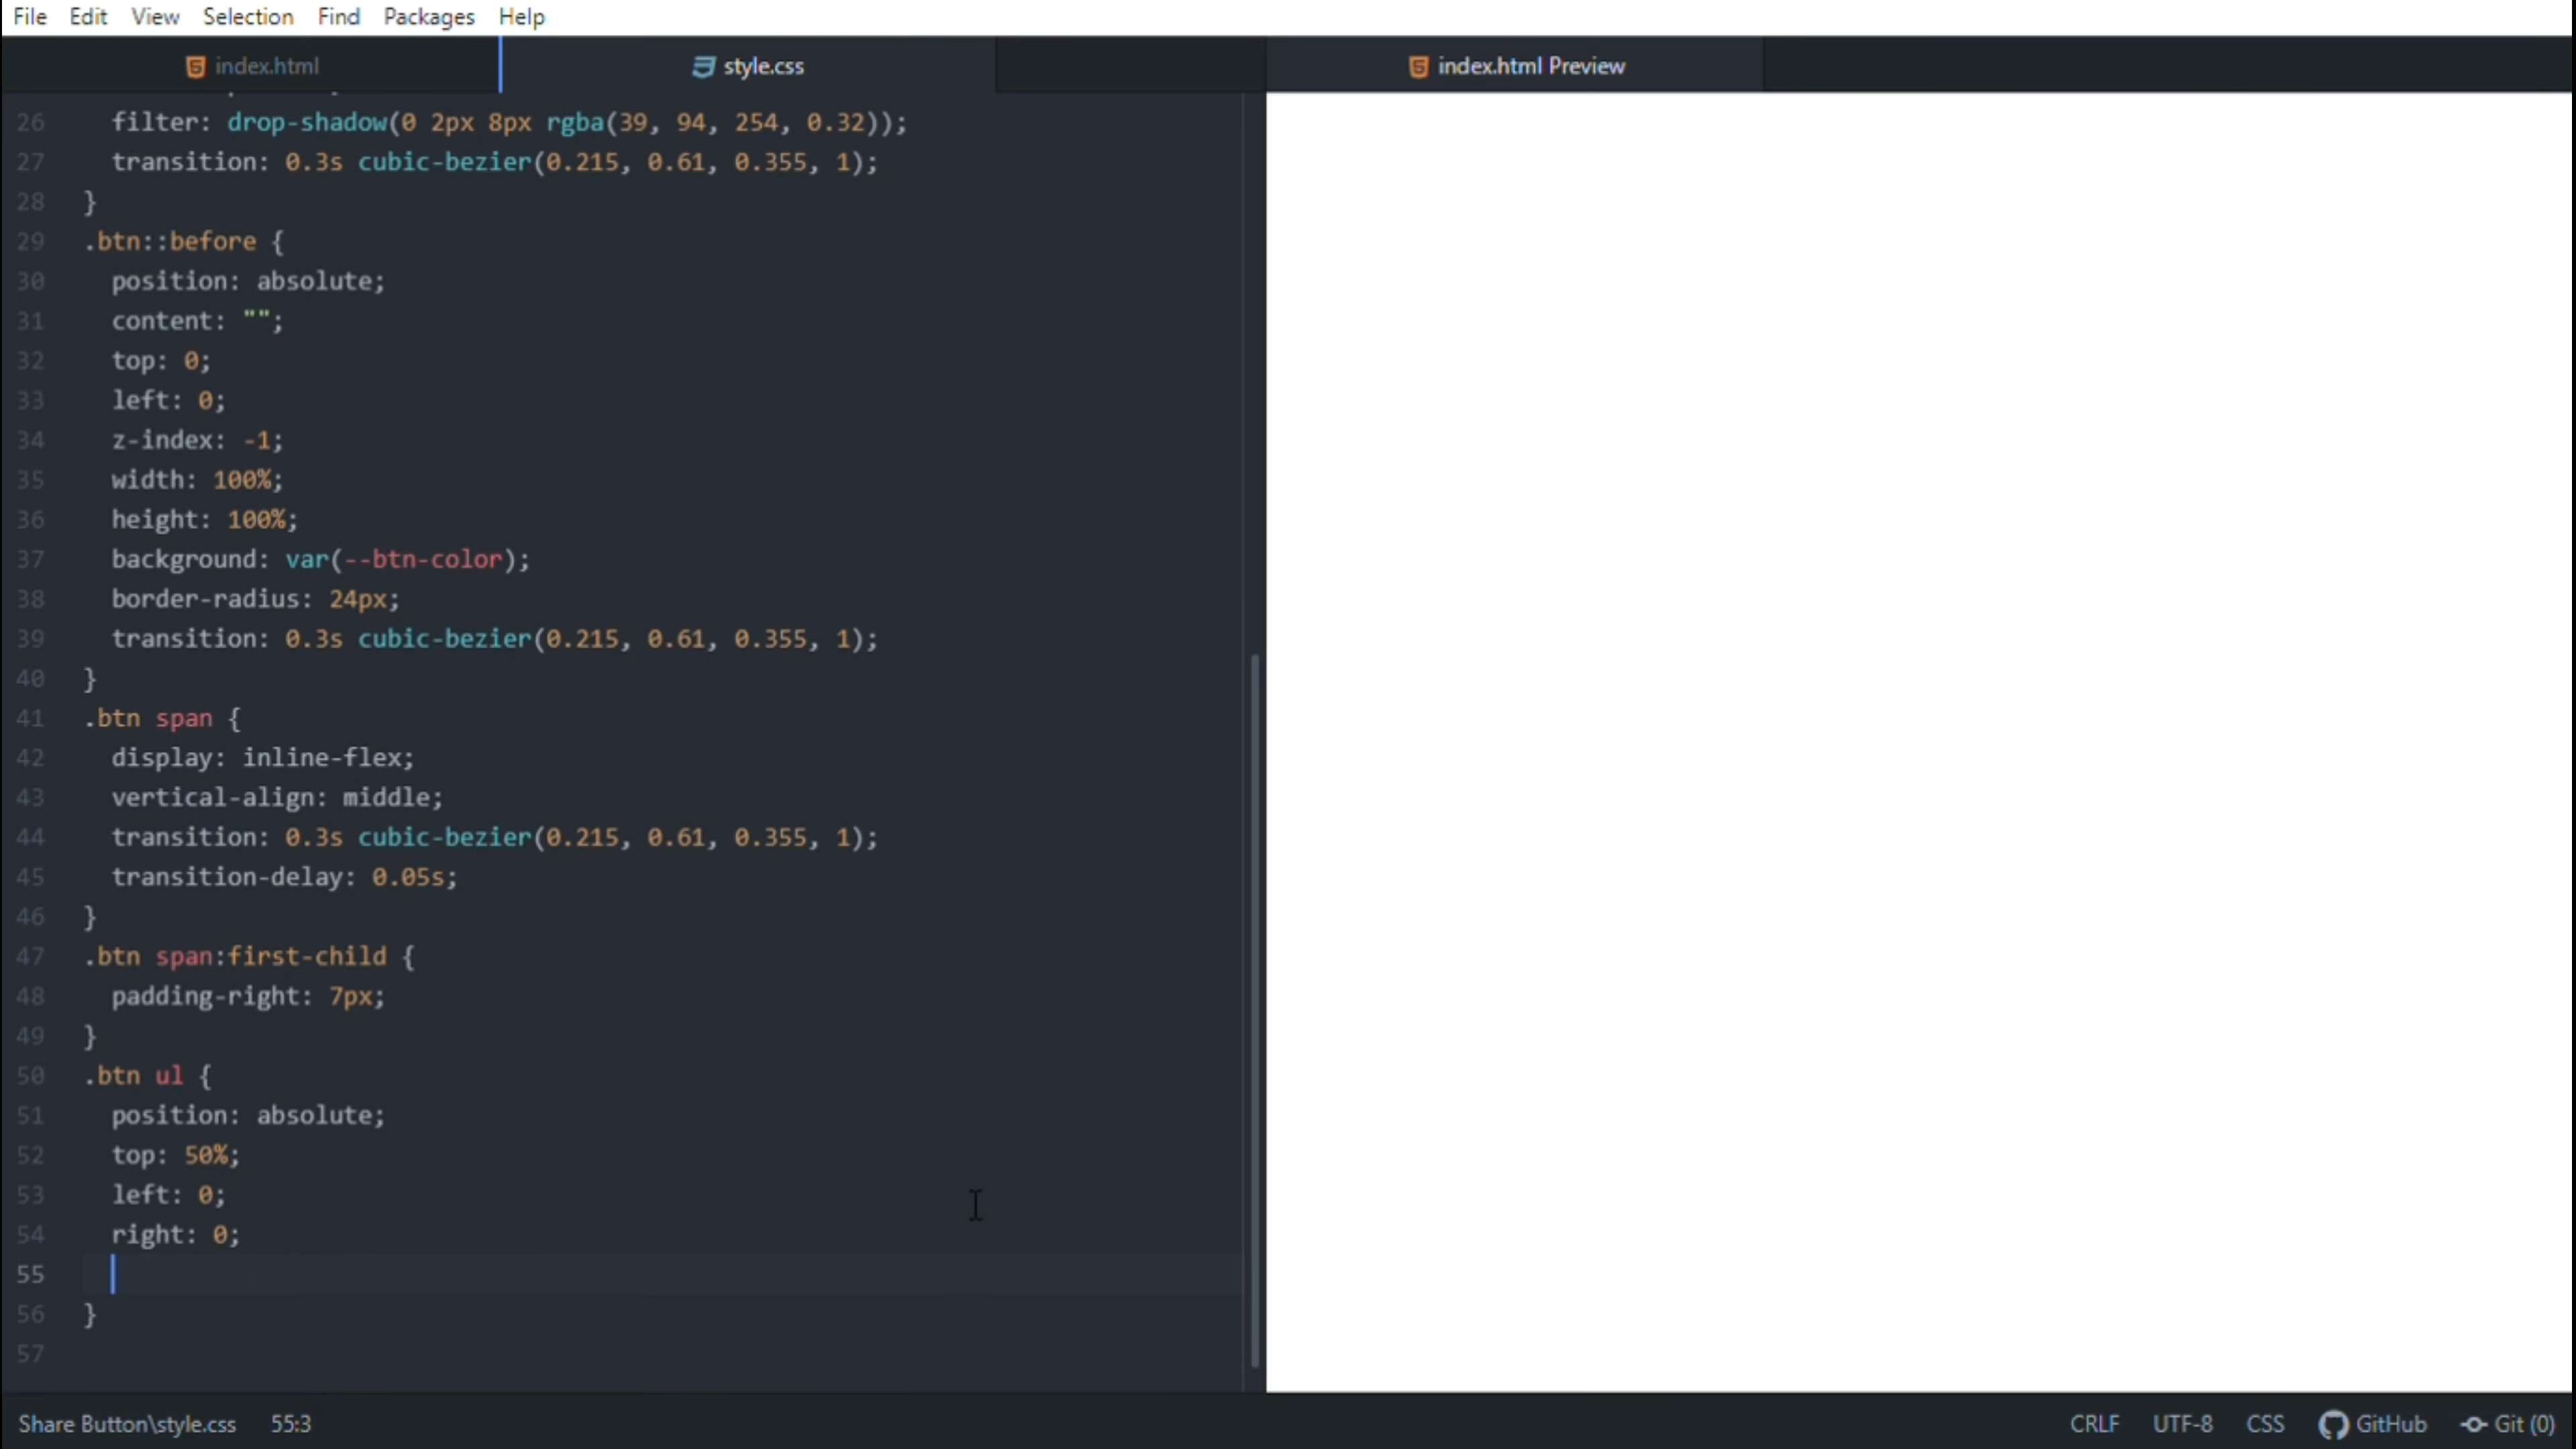 File Edit View Selection Find Packages Help
index.html style.css index.html Preview
26 filter: drop-shadow(0 2px 8px rgba(39, 94, 254, 0.32));
27 transition: 0.3s cubic-bezier(0.215, 0.61, 0.355, 1);
28 }
29 .btn::before {
30 position: absolute;
31 content: "";
32 top: 0;
33 left: 0;
34 z-index: -1;
35 width: 100%;
36 height: 100%;
37 background: var(--btn-color);
38 border-radius: 24px;
39 transition: 0.3s cubic-bezier(0.215, 0.61, 0.355, 1);
40 }
41 .btn span {
42 display: inline-flex;
43 vertical-align: middle;
44 transition: 0.3s cubic-bezier(0.215, 0.61, 0.355, 1);
45 transition-delay: 0.05s;
46 }
47 .btn span:first-child {
48 padding-right: 7px;
49 }
50 .btn ul {
51 position: absolute;
52 top: 50%;
53 left: 0;
54 right: 0;
55
56 }
57
Share Button\style.css 55:3 CRLF UTF-8 CSS GitHub Git (0)